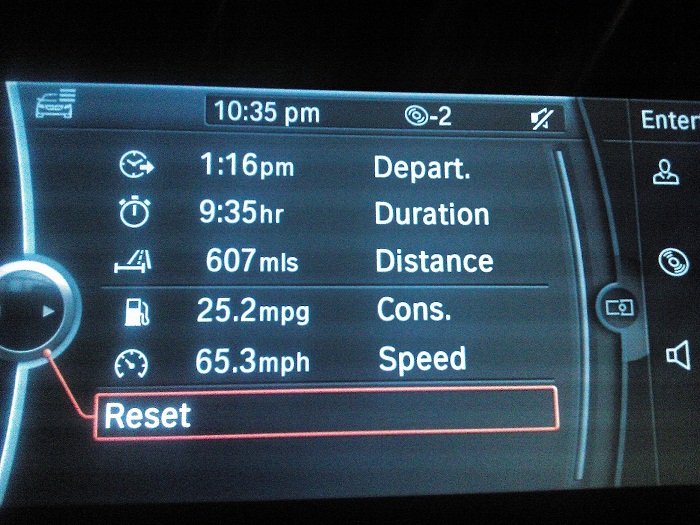 10:35 pm -2
Enter
1:16pm Depart.
9:35hr Duration
607mls Distance
25.2mpg Cons.
65.3mph Speed
Reset